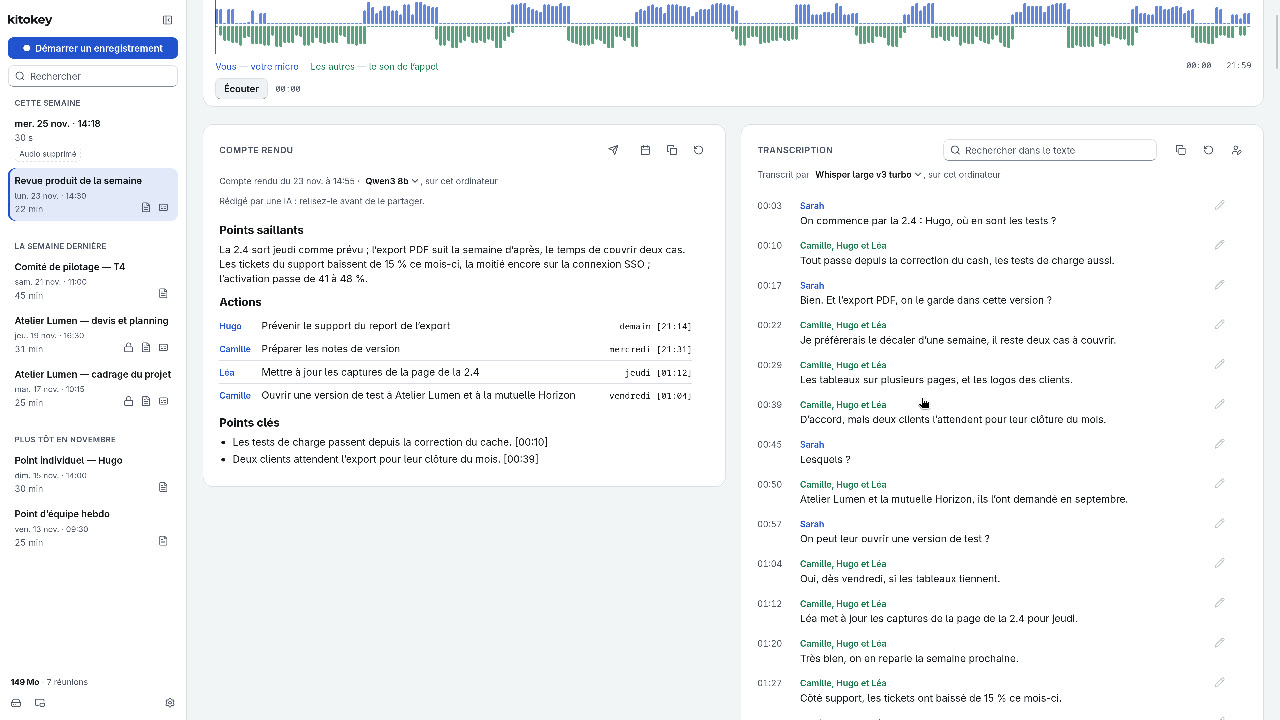 kitokey
Démarrer un enregistrement
Rechercher
CETTE SEMAINE
mer. 25 nov. · 14:18
30 s
Audio supprimé
Revue produit de la semaine
lun. 23 nov. · 14:30
22 min
LA SEMAINE DERNIÈRE
Comité de pilotage — T4
sam. 21 nov. · 11:00
45 min
Atelier Lumen — devis et planning
jeu. 19 nov. · 16:30
31 min
Atelier Lumen — cadrage du projet
mar. 17 nov. · 10:15
25 min
PLUS TÔT EN NOVEMBRE
Point individuel — Hugo
dim. 15 nov. · 14:00
30 min
Point d'équipe hebdo
ven. 13 nov. · 09:30
25 min
149 Mo · 7 réunions
Vous — votre micro Les autres — le son de l'appel
00:00 21:59
Écouter 00:00
COMPTE RENDU
Compte rendu du 23 nov. à 14:55 · Qwen3 8b , sur cet ordinateur
Rédigé par une IA : relisez-le avant de partager.
Points saillants
La 2.4 sort jeudi comme prévu ; l'export PDF suit la semaine d'après, le temps de couvrir deux cas.
Les tickets du support baissent de 15 % ce mois-ci, la moitié encore sur la connexion SSO ;
l'activation passe de 41 à 48 %.
Actions
Hugo Prévenir le support du report de l'export demain [21:14]
Camille Préparer les notes de version mercredi [21:31]
Léa Mettre à jour les captures de la page de la 2.4 jeudi [01:12]
Camille Ouvrir une version de test à Atelier Lumen et à la mutuelle Horizon vendredi [01:04]
Points clés
• Les tests de charge passent depuis la correction du cache. [00:10]
• Deux clients attendent l'export pour leur clôture du mois. [00:39]
TRANSCRIPTION
Rechercher dans le texte
Transcrit par Whisper large v3 turbo , sur cet ordinateur
00:03 Sarah
On commence par la 2.4 : Hugo, où en sont les tests ?
00:10 Camille, Hugo et Léa
Tout passe depuis la correction du cash, les tests de charge aussi.
00:17 Sarah
Bien. Et l'export PDF, on le garde dans cette version ?
00:22 Camille, Hugo et Léa
Je préférerais le décaler d'une semaine, il reste deux cas à couvrir.
00:29 Camille, Hugo et Léa
Les tableaux sur plusieurs pages, et les logos des clients.
00:39 Camille, Hugo et Léa
D'accord, mais deux clients l'attendent pour leur clôture du mois.
00:45 Sarah
Lesquels ?
00:50 Camille, Hugo et Léa
Atelier Lumen et la mutuelle Horizon, ils l'ont demandé en septembre.
00:57 Sarah
On peut leur ouvrir une version de test ?
01:04 Camille, Hugo et Léa
Oui, dès vendredi, si les tableaux tiennent.
01:12 Camille, Hugo et Léa
Léa met à jour les captures de la page de la 2.4 pour jeudi.
01:20 Camille, Hugo et Léa
Très bien, on en reparle la semaine prochaine.
01:27 Camille, Hugo et Léa
Côté support, les tickets ont baissé de 15 % ce mois-ci.